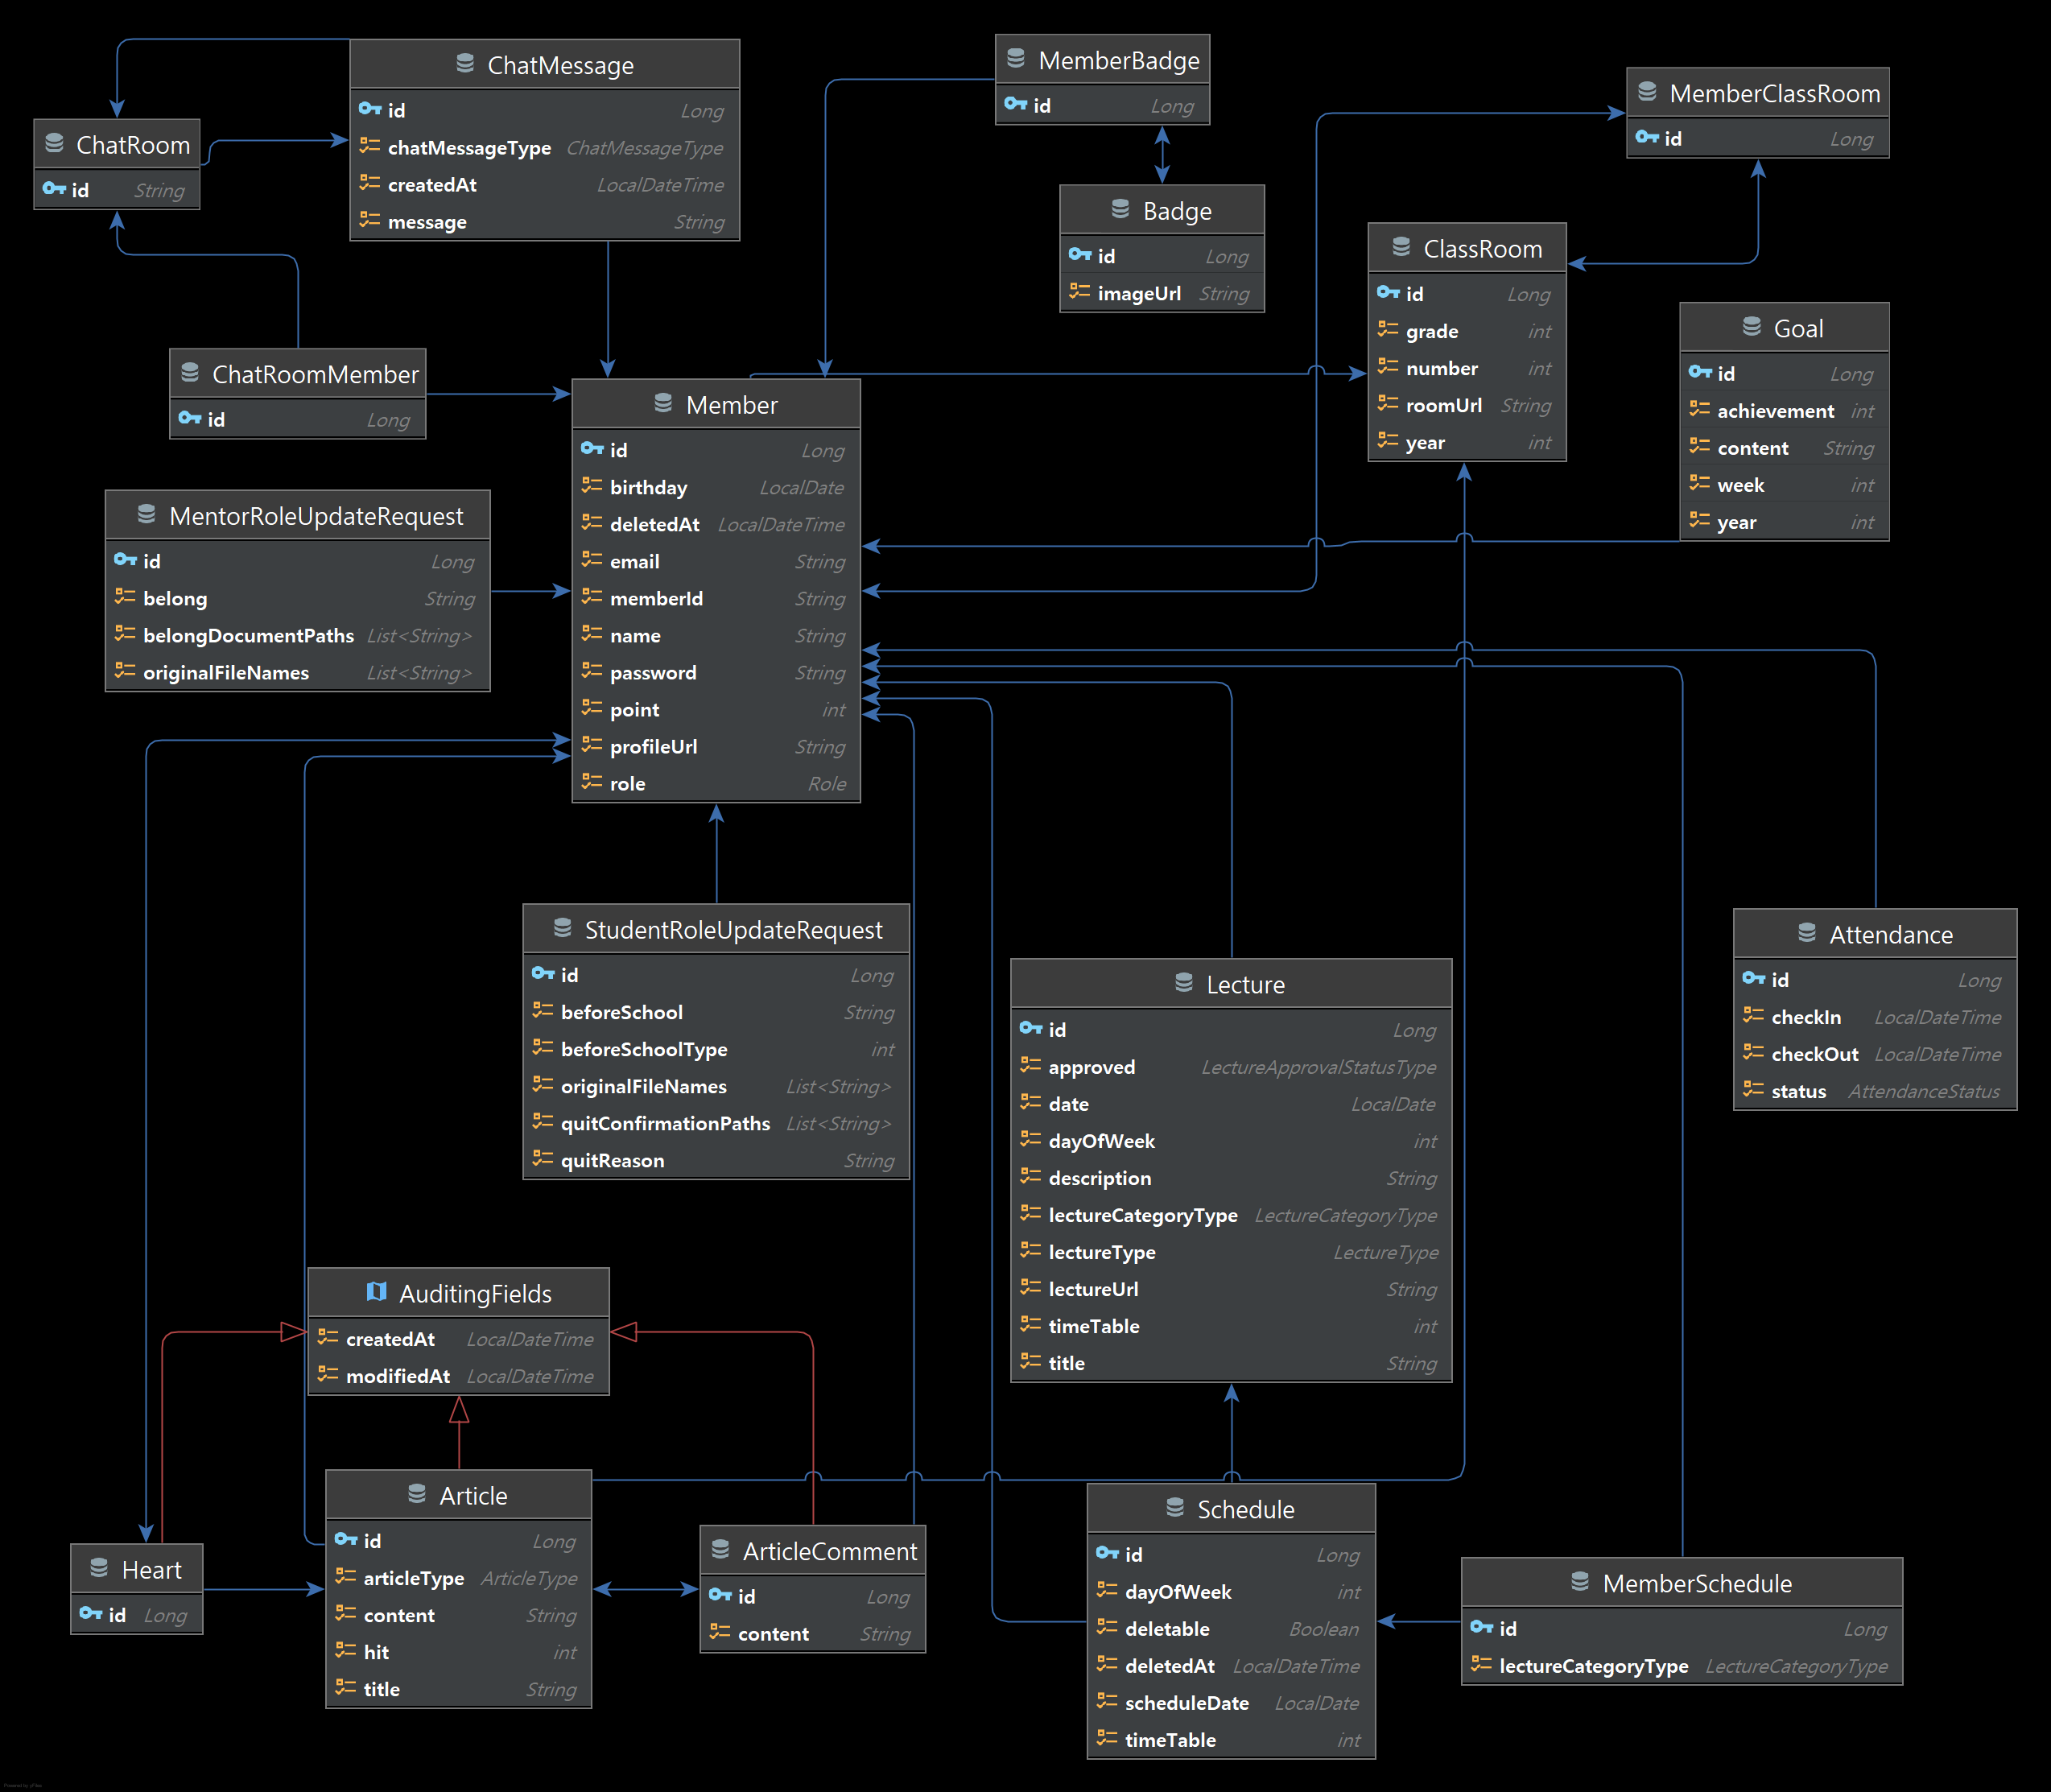 ChatMessage
id Long
chatMessageType ChatMessageType
createdAt LocalDateTime
message String
MemberBadge
id Long
MemberClassRoom
id Long
ChatRoom
id String
Badge
id Long
imageUrl String
ClassRoom
id Long
grade int
number int
roomUrl String
year int
Goal
id Long
achievement int
content String
week int
year int
ChatRoomMember
id Long
Member
id Long
birthday LocalDate
deletedAt LocalDateTime
email String
memberId String
name String
password String
point int
profileUrl String
role Role
MentorRoleUpdateRequest
id Long
belong String
belongDocumentPaths List<String>
originalFileNames List<String>
StudentRoleUpdateRequest
id Long
beforeSchool String
beforeSchoolType int
originalFileNames List<String>
quitConfirmationPaths List<String>
quitReason String
Lecture
id Long
approved LectureApprovalStatusType
date LocalDate
dayOfWeek int
description String
lectureCategoryType LectureCategoryType
lectureType LectureType
lectureUrl String
timeTable int
title String
Attendance
id Long
checkIn LocalDateTime
checkOut LocalDateTime
status AttendanceStatus
AuditingFields
createdAt LocalDateTime
modifiedAt LocalDateTime
Article
id Long
articleType ArticleType
content String
hit int
title String
Heart
id Long
ArticleComment
id Long
content String
Schedule
id Long
dayOfWeek int
deletable Boolean
deletedAt LocalDateTime
scheduleDate LocalDate
timeTable int
MemberSchedule
id Long
lectureCategoryType LectureCategoryType
Powered by yFiles